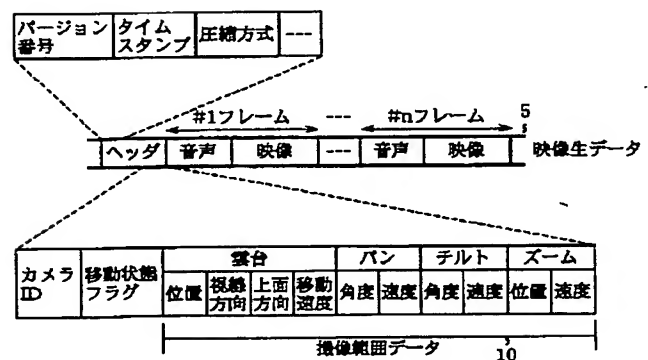 バージョン番号 タイムスタンプ 圧縮方式 ---
#1フレーム --- #nフレーム 5
ヘッダ 音声 映像 --- 音声 映像 映像生データ
カメラID 移動状態フラグ 雲台 パン チルト ズーム
位置 視線方向 上面方向 移動速度 角度 速度 角度 速度 位置 速度
撮像範囲データ 10